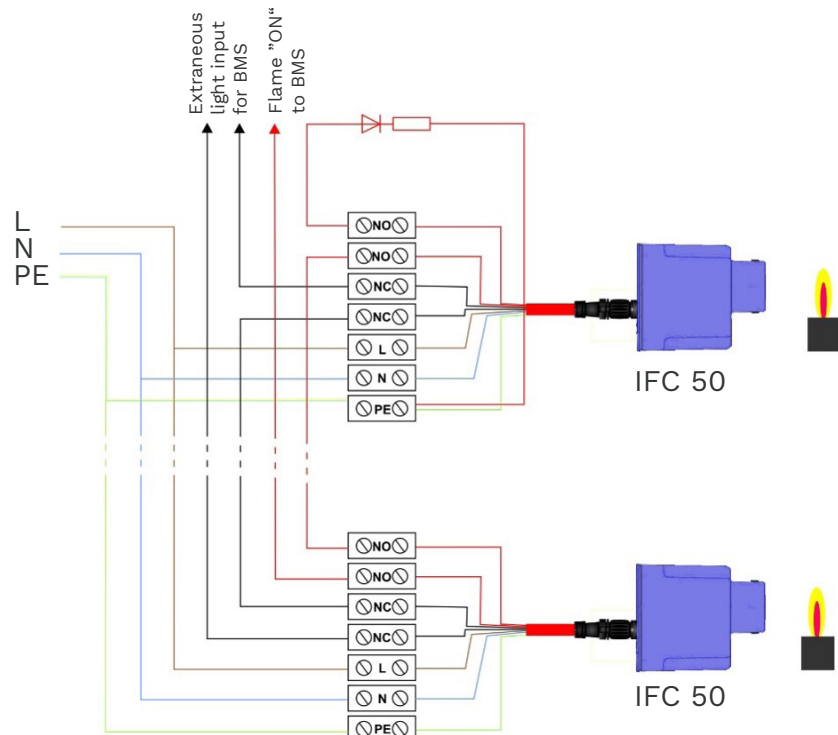 Extraneous
light input
for BMS
Flame ”ON“
to BMS
L
N
PE
NO
NO
NC
NC
L
N
PE
IFC 50
NO
NO
NC
NC
L
N
PE
IFC 50